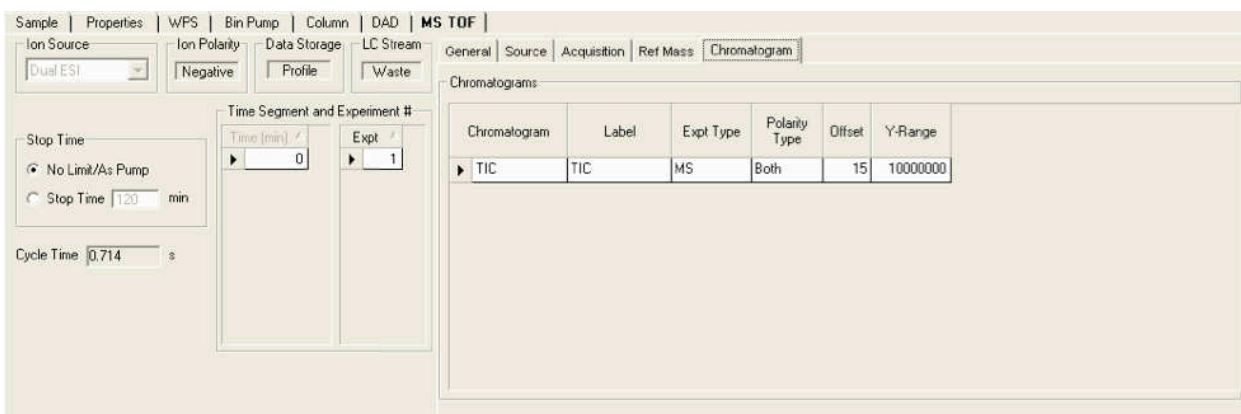 Sample | Properties | WPS | Bin Pump | Column | DAD | MS TOF |
Ion Source
Dual ESI
Ion Polarity
Negative
Data Storage
Profile
LC Stream
Waste
Stop Time
No Limit/As Pump
Stop Time 120 min
Cycle Time 0.714 s
Time Segment and Experiment #
Time (min)
0
Expt
1
General | Source | Acquisition | Ref Mass | Chromatogram
Chromatograms
Chromatogram Label Expt Type Polarity Type Offset Y-Range
TIC TIC MS Both 15 10000000